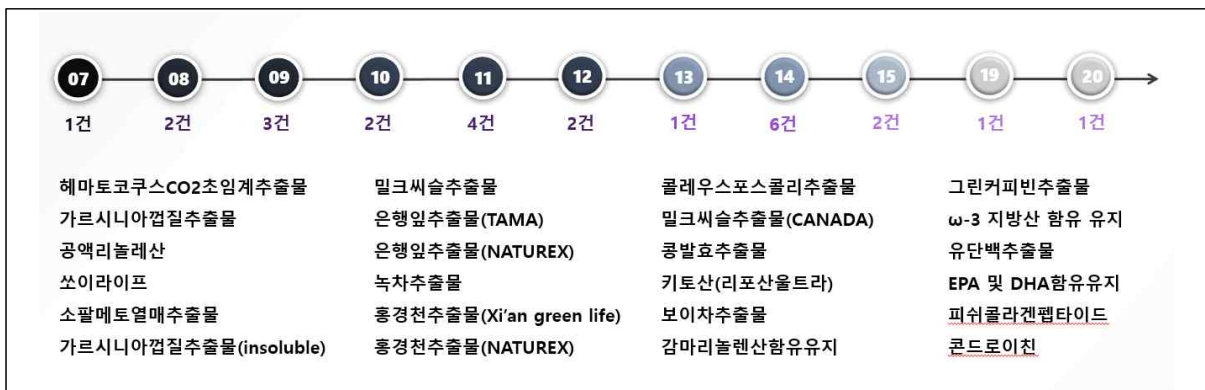 07 08 09 10 11 12 13 14 15 19 20
1건 2건 3건 2건 4건 2건 1건 6건 2건 1건 1건
헤마토코쿠스CO2초임계추출물
가르시니아껍질추출물
공액리놀레산
쏘이라이프
소팔메토열매추출물
가르시니아껍질추출물(insoluble)
밀크씨슬추출물
은행잎추출물(TAMA)
은행잎추출물(NATUREX)
녹차추출물
홍경천추출물(Xi'an green life)
홍경천추출물(NATUREX)
콜레우스포스콜리추출물
밀크씨슬추출물(CANADA)
콩발효추출물
키토산(리포산울트라)
보이차추출물
감마리놀렌산함유유지
그린커피빈추출물
ω-3 지방산 함유 유지
유단백추출물
EPA 및 DHA함유유지
피쉬콜라겐펩타이드
콘드로이친